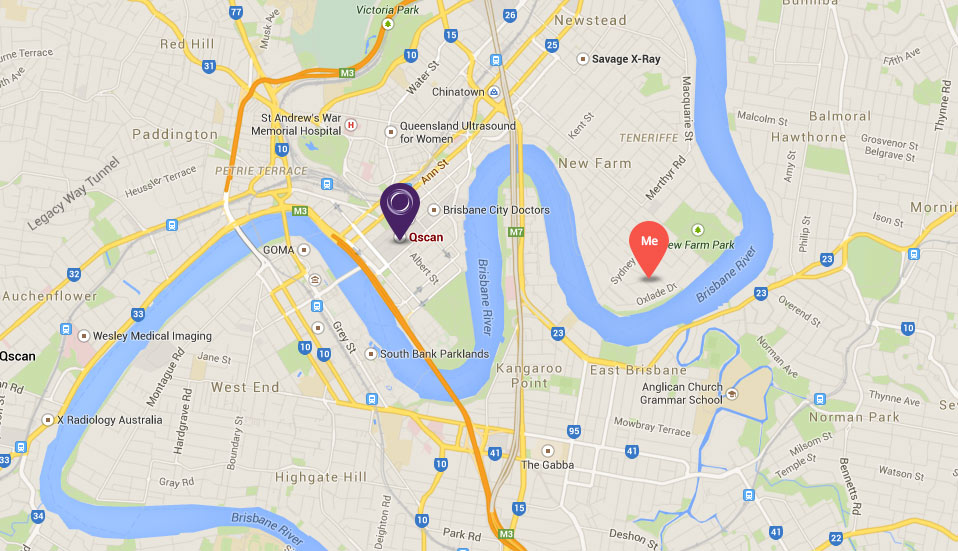 Victoria Park
26
77
Newstead
Musk Ave
15
Red Hill
10
25
31
Savage X-Ray
M3
Water St
Chinatown
Macquarie St
Fifth Ave
Thynne Rd
Balmoral
Malcolm St
Hawthorne
St Andrew's War
Memorial Hospital
H
Queensland Ultrasound
for Women
Kent St
TENERIFFE
Grosvenor St
Belgrave St
Paddington
10
Ann St
New Farm
Amy St
Merthyr Rd
PETRIE TERRACE
Heussler Terrace
Legacy Way Tunnel
M3
Brisbane City Doctors
Morning
Ison St
Philip St
M7
Qscan
Me
New Farm Park
GOMA
Albert St
Sydney
Brisbane River
Brisbane River
23
32
Oxlade Dr
23
Auchenflower
Overend St
33
Wesley Medical Imaging
Grey St
23
10
10
10
Norman Ave
Qscan
Jane St
South Bank Parklands
Montague Rd
West End
Kangaroo
Point
East Brisbane
Anglican Church
Grammar School
Thynne Ave
Norman Park
X Radiology Australia
Hardgrave Rd
Boundary St
95
Mowbray Terrace
Milsom St
Temple St
33
10
41
The Gabba
41
Watson St
Bennetts Rd
Highgate Hill
Gray Rd
15
41
34
Brisbane River
Deighton Rd
Park Rd
M3
15
41
Deshon St
22